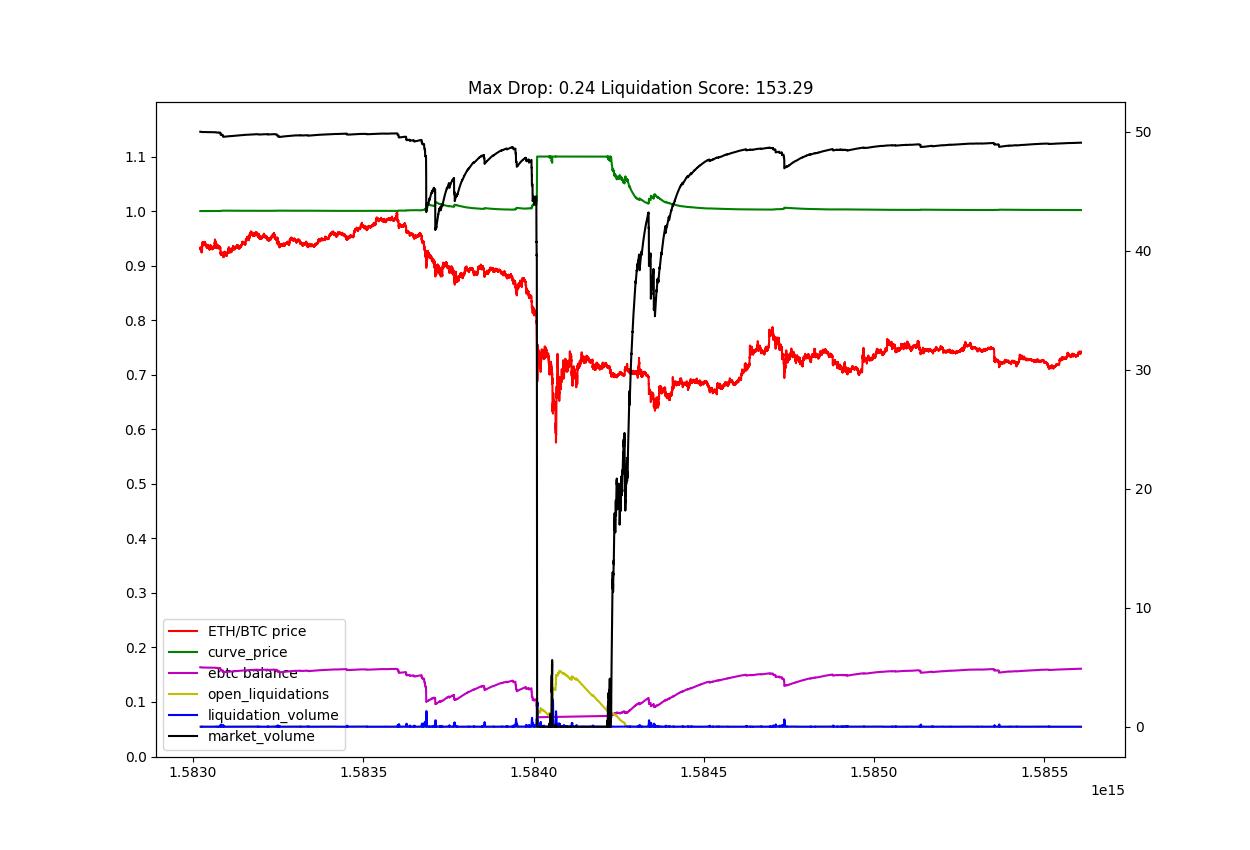 Max Drop: 0.24 Liquidation Score: 153.29
1.1
1.0
0.9
0.8
0.7
0.6
0.5
0.4
0.3
0.2
0.1
0.0
50
40
30
20
10
0
ETH/BTC price
curve_price
ebtc balance
open_liquidations
liquidation_volume
market_volume
1.5830 1.5835 1.5840 1.5845 1.5850 1.5855
1e15